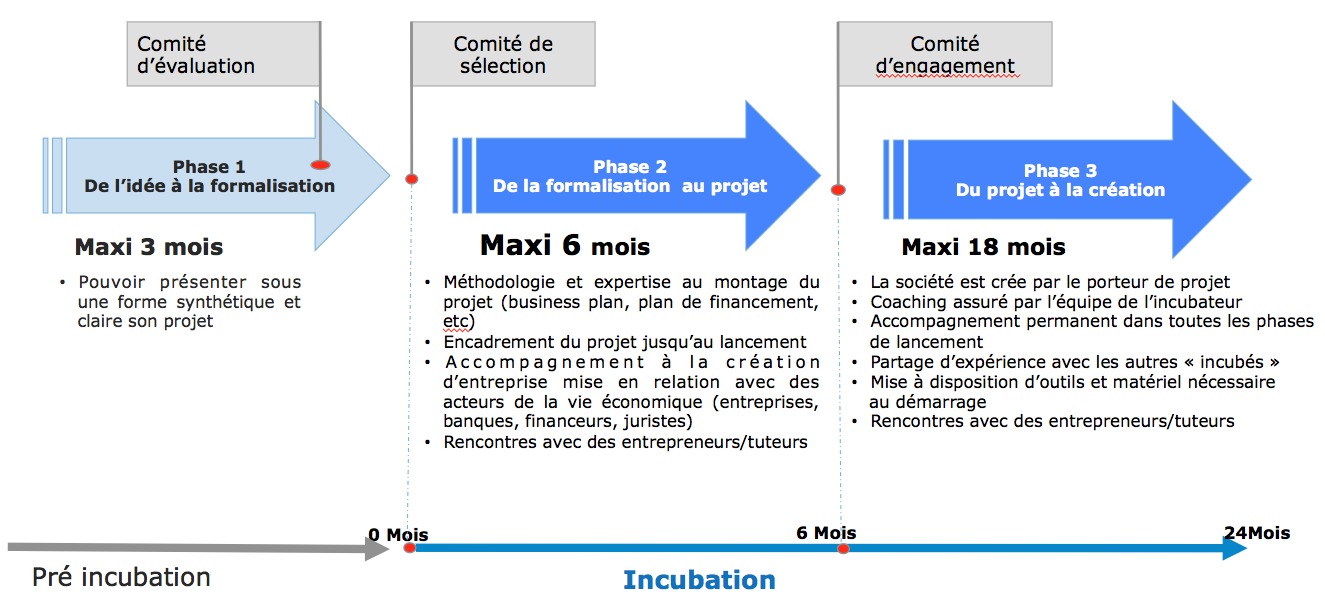 Comité
d’évaluation
Comité de
sélection
Comité
d’engagement
Phase 1
De l’idée à la formalisation
Phase 2
De la formalisation au projet
Phase 3
Du projet à la création
Maxi 3 mois
• Pouvoir présenter sous
une forme synthétique et
claire son projet
Maxi 6 mois
• Méthodologie et expertise au montage du
projet (business plan, plan de financement,
etc)
• Encadrement du projet jusqu’au lancement
• Accompagnement à la création
d’entreprise mise en relation avec des
acteurs de la vie économique (entreprises,
banques, financeurs, juristes)
• Rencontres avec des entrepreneurs/tuteurs
Maxi 18 mois
• La société est crée par le porteur de projet
• Coaching assuré par l’équipe de l’incubateur
• Accompagnement permanent dans toutes les phases
de lancement
• Partage d’expérience avec les autres « incubés »
• Mise à disposition d’outils et matériel nécessaire
au démarrage
• Rencontres avec des entrepreneurs/tuteurs
0 Mois
6 Mois
24Mois
Pré incubation
Incubation